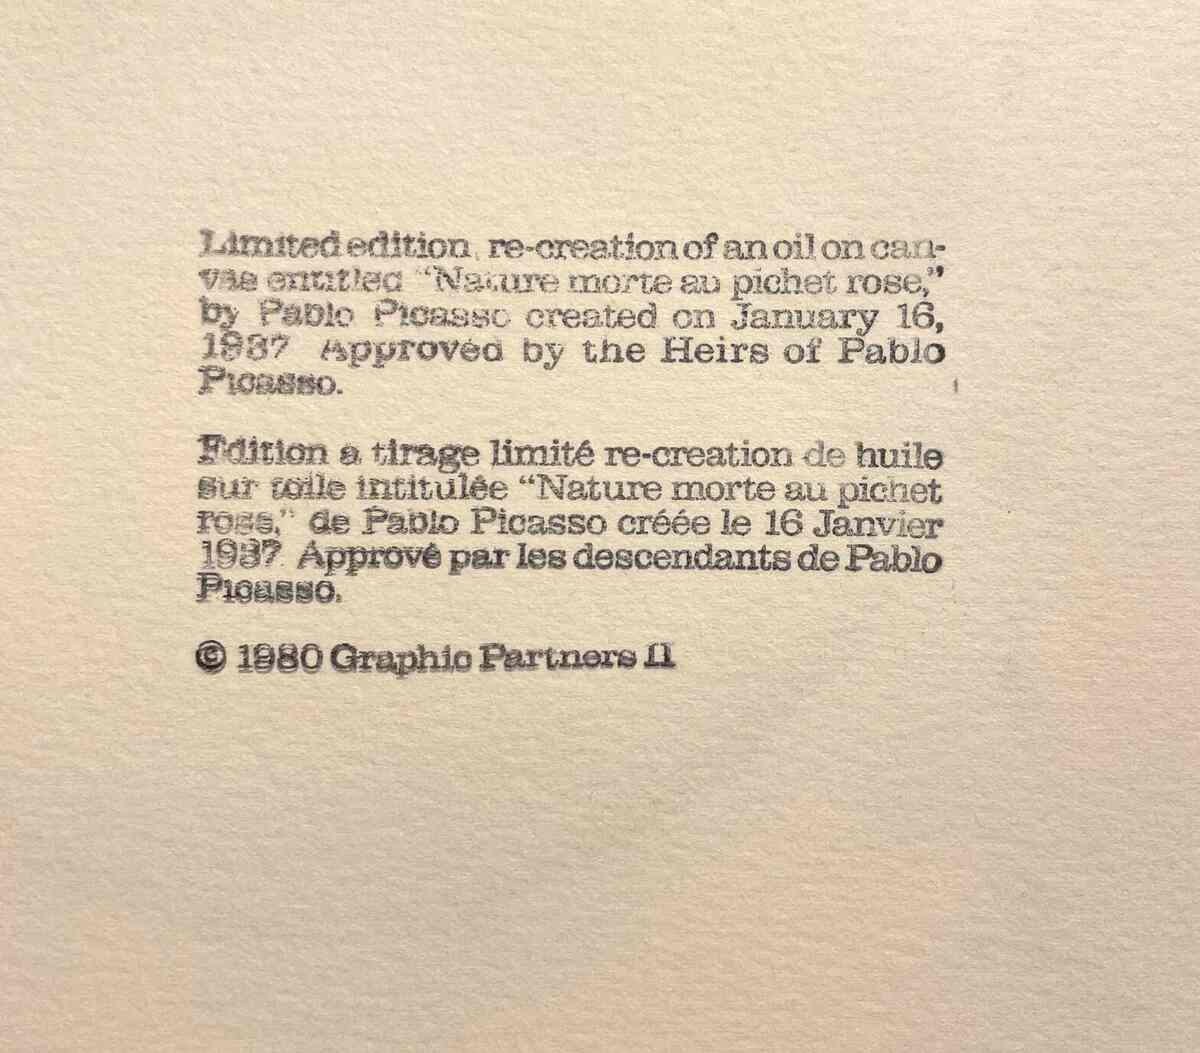 Limited edition, re-creation of an oil on can-
vas entitled "Nature morte au pichet rose,"
by Pablo Picasso created on January 16,
1937. Approved by the Heirs of Pablo
Picasso.
Edition a tirage limité re-creation de huile
sur toile intitulée "Nature morte au pichet
rose," de Pablo Picasso créée le 16 Janvier
1937. Apprové par les descendants de Pablo
Picasso.
© 1980 Graphic Partners II